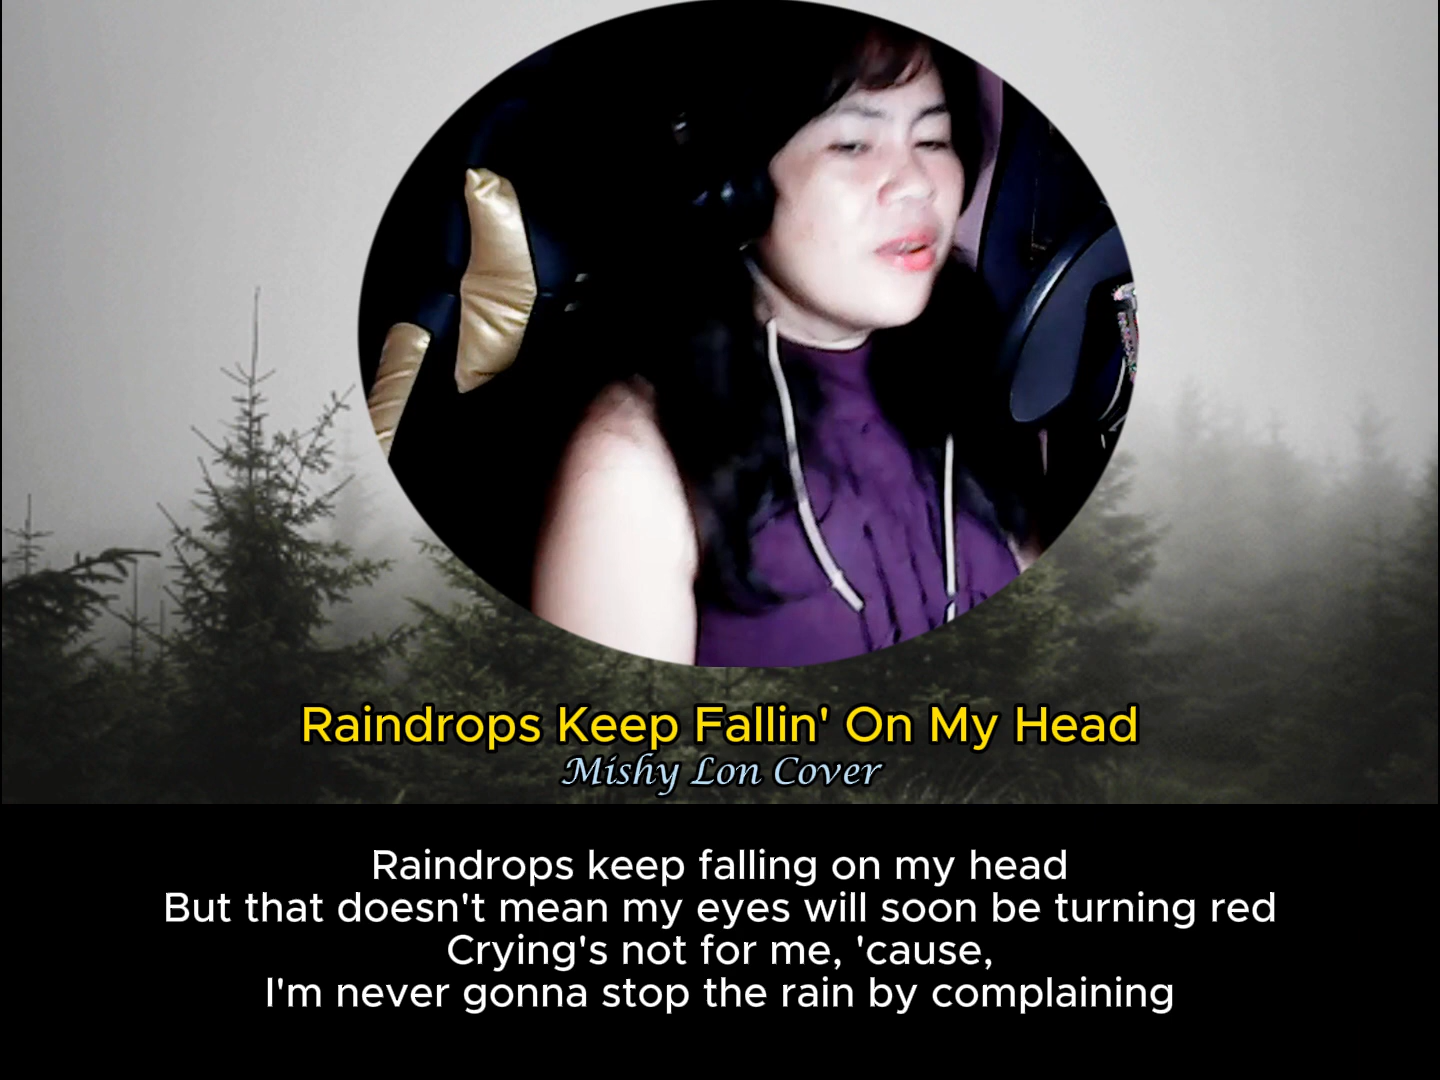 Raindrops Keep Fallin' On My Head
Mishy Lon Cover
Raindrops keep falling on my head
But that doesn't mean my eyes will soon be turning red
Crying's not for me, 'cause,
I'm never gonna stop the rain by complaining